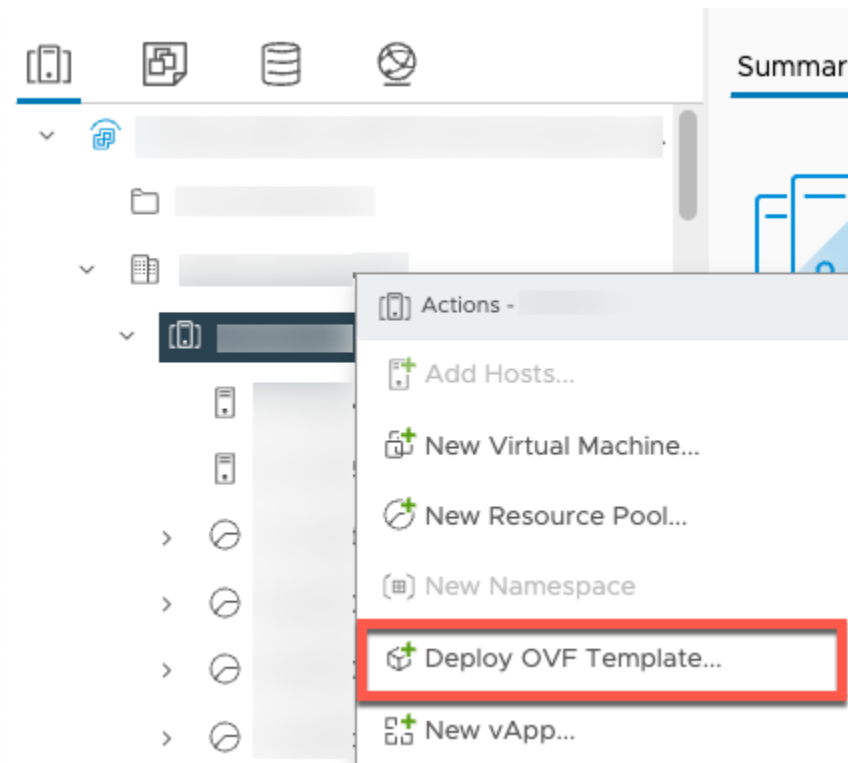 Summar
Actions -
Add Hosts...
New Virtual Machine...
New Resource Pool...
New Namespace
Deploy OVF Template...
New vApp...